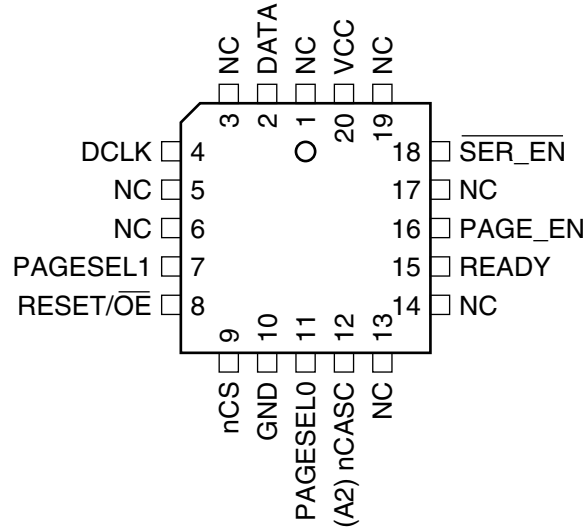 NC
DATA
NC
VCC
NC
3
2
1
20
19
DCLK 4
NC 5
NC 6
PAGESEL1 7
RESET/OE 8
18 SER_EN
17 NC
16 PAGE_EN
15 READY
14 NC
9
10
11
12
13
nCS
GND
PAGESEL0
(A2) nCASC
NC